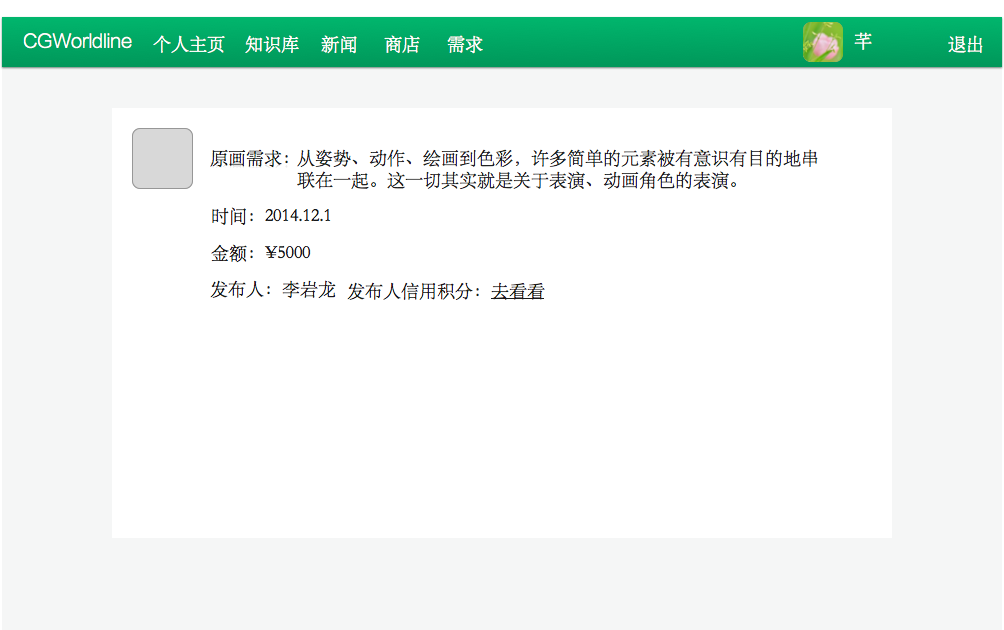 CGWorldline 个人主页 知识库 新闻 商店 需求 芊 退出
原画需求：从姿势、动作、绘画到色彩，许多简单的元素被有意识有目的地串
联在一起。这一切其实就是关于表演、动画角色的表演。
时间：2014.12.1
金额：¥5000
发布人：李岩龙 发布人信用积分：去看看